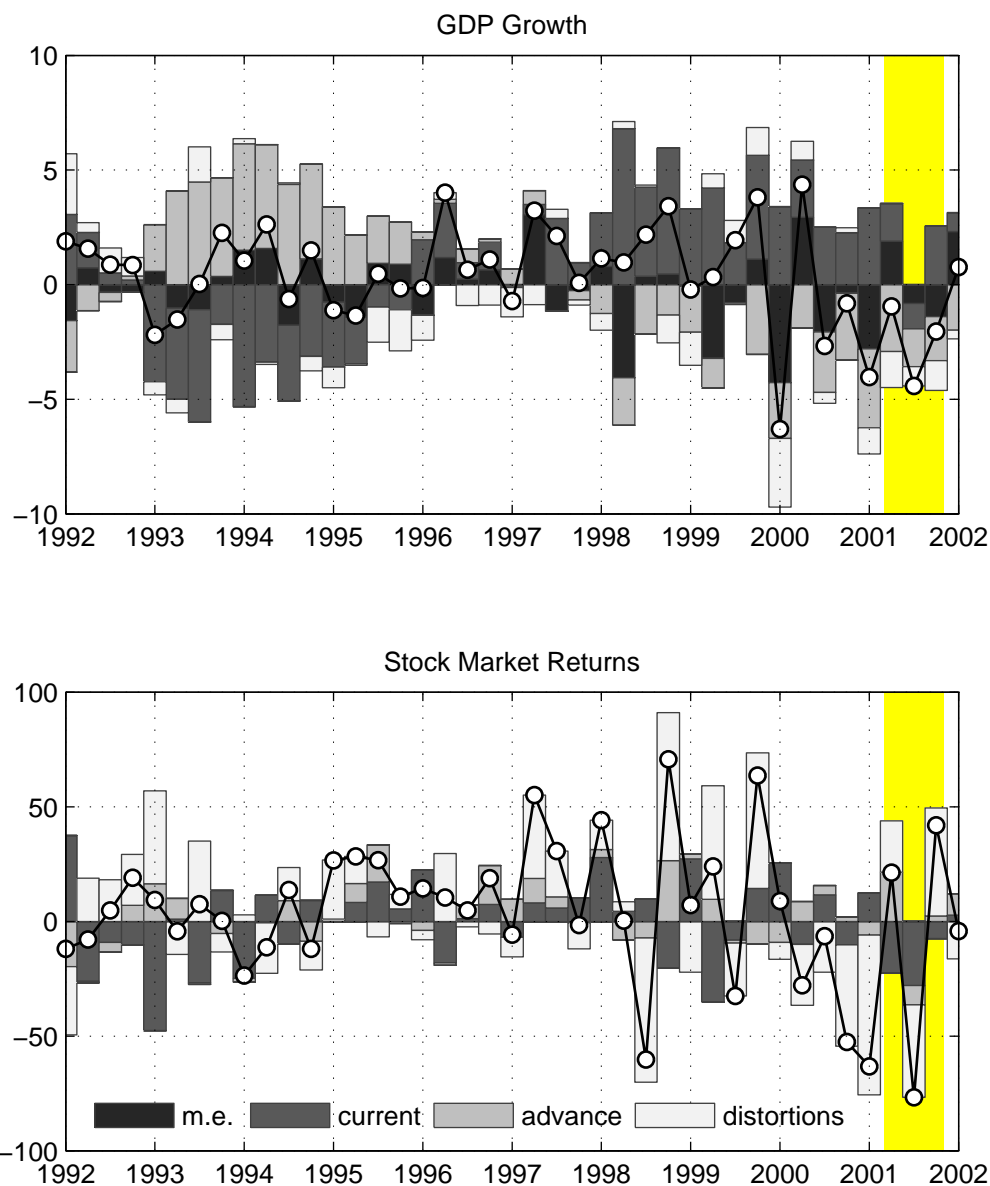 GDP Growth
10
5
0
−5
−10
1992 1993 1994 1995 1996 1997 1998 1999 2000 2001 2002
Stock Market Returns
100
50
0
−50
−100
m.e. current advance distortions
1992 1993 1994 1995 1996 1997 1998 1999 2000 2001 2002